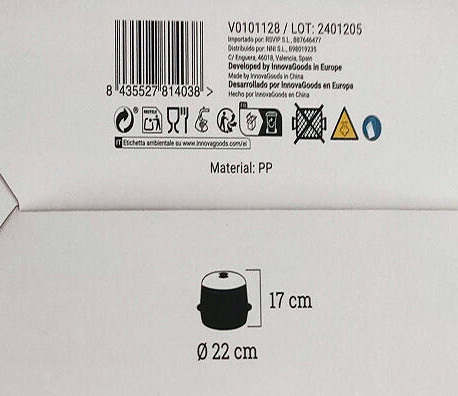 V0101128 / LOT: 2401205
Importado por: RSVIP S.L., B87646477
Distribuido por: NNI S.L., B98019235
C/ Enguera, 46018, Valencia, Spain
Developed by InnovaGoods in Europe
Made by InnovaGoods in China
Desarrollado por InnovaGoods en Europa
Hecho por InnovaGoods en China
8 435527 814038 >
IT Etichetta ambientale su www.innovagoods.com/el
Material: PP
17 cm
Ø 22 cm